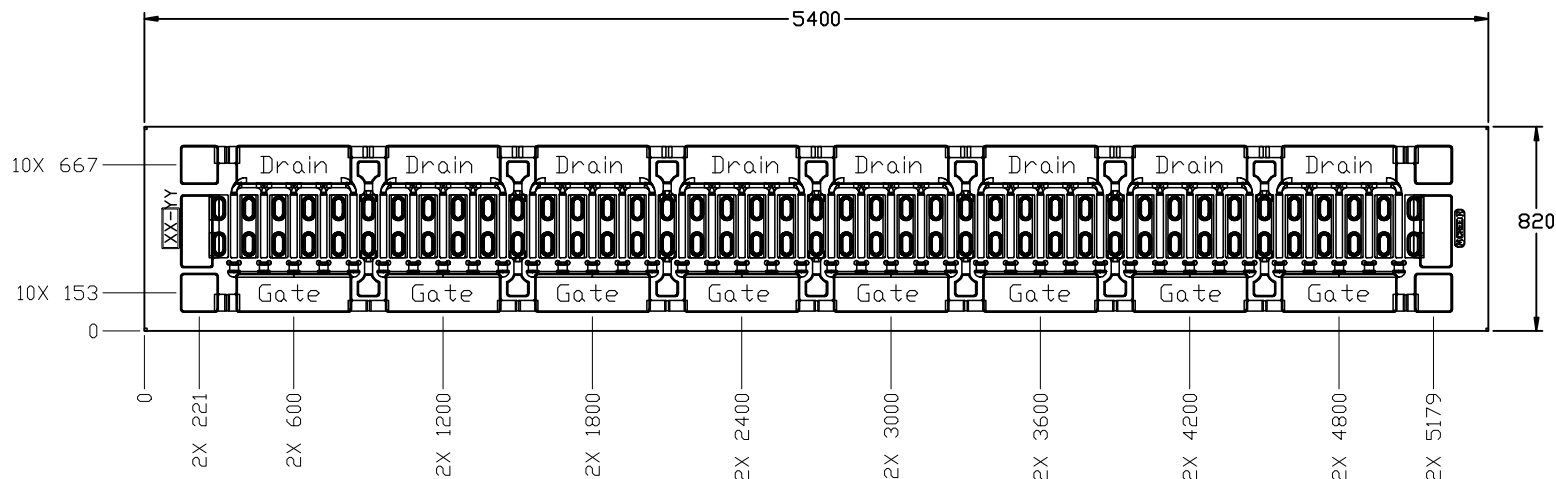 5400
10X 667
Drain Drain Drain Drain Drain Drain Drain Drain
XX-YY
820
10X 153
Gate Gate Gate Gate Gate Gate Gate Gate
0
0
2X 221
2X 600
2X 1200
2X 1800
2X 2400
2X 3000
2X 3600
2X 4200
2X 4800
2X 5179